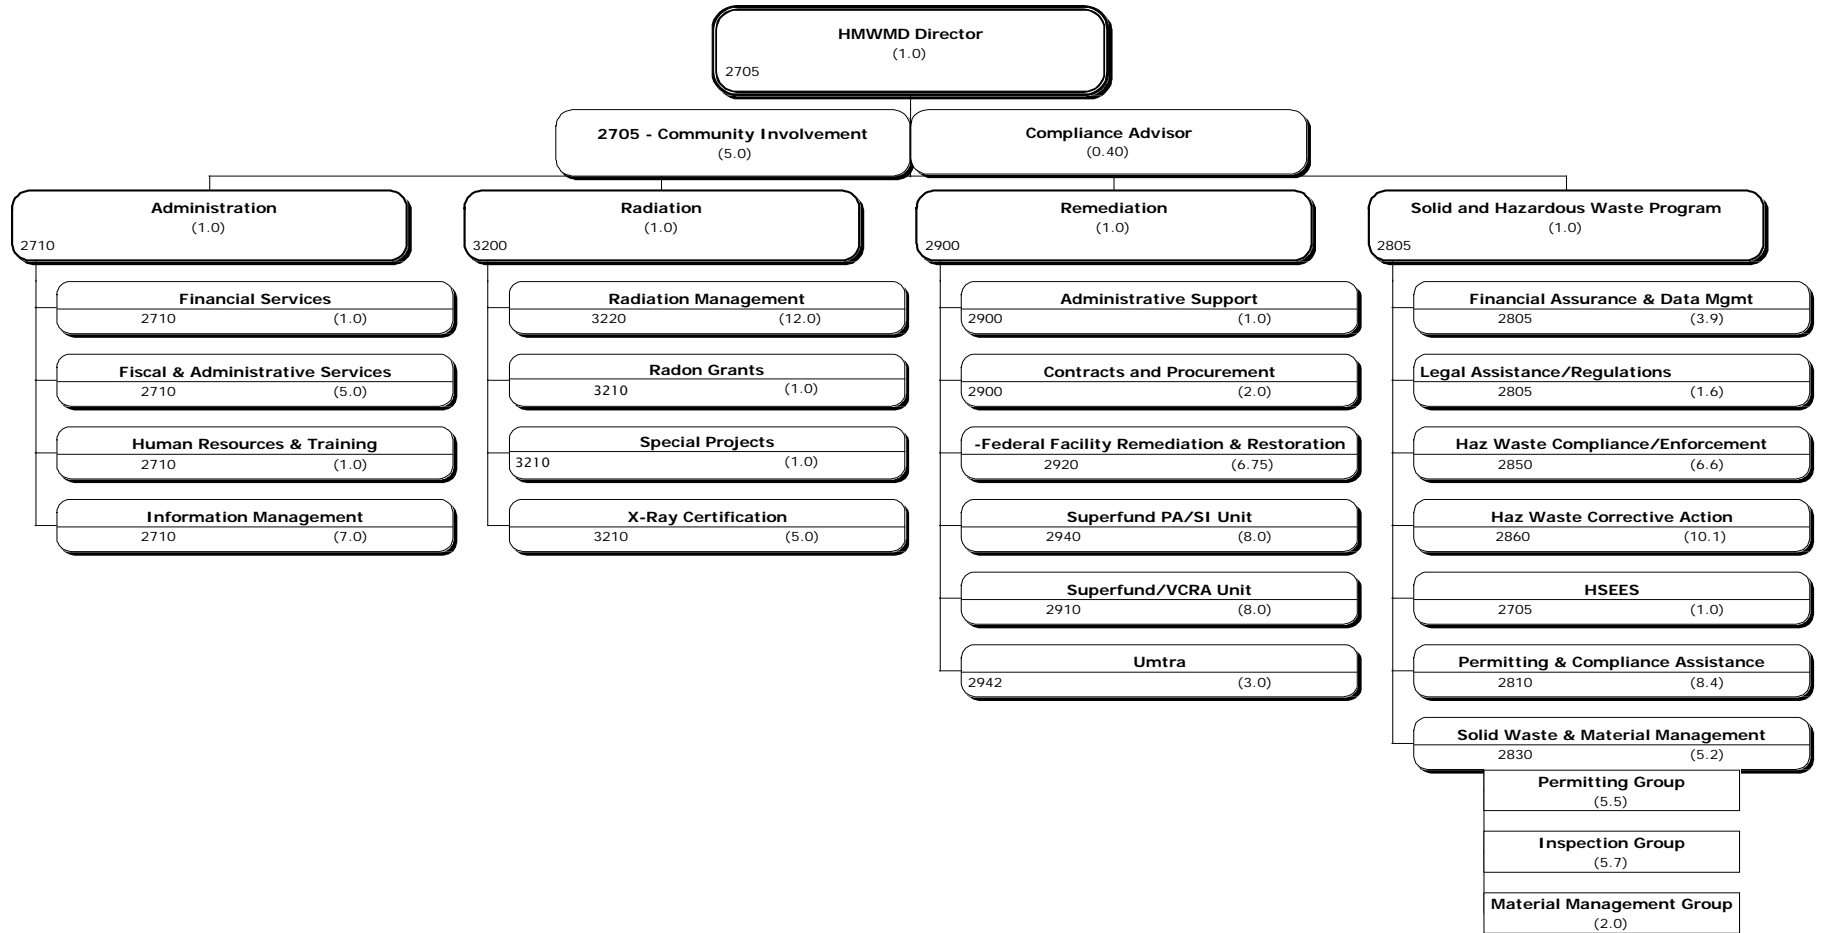 HMWMD Director
(1.0)
2705
2705 - Community Involvement
(5.0)
Compliance Advisor
(0.40)
Administration
(1.0)
2710
Financial Services
2710 (1.0)
Fiscal & Administrative Services
2710 (5.0)
Human Resources & Training
2710 (1.0)
Information Management
2710 (7.0)
Radiation
(1.0)
3200
Radiation Management
3220 (12.0)
Radon Grants
3210 (1.0)
Special Projects
3210 (1.0)
X-Ray Certification
3210 (5.0)
Remediation
(1.0)
2900
Administrative Support
2900 (1.0)
Contracts and Procurement
2900 (2.0)
-Federal Facility Remediation & Restoration
2920 (6.75)
Superfund PA/SI Unit
2940 (8.0)
Superfund/VCRA Unit
2910 (8.0)
Umtra
2942 (3.0)
Solid and Hazardous Waste Program
(1.0)
2805
Financial Assurance & Data Mgmt
2805 (3.9)
Legal Assistance/Regulations
2805 (1.6)
Haz Waste Compliance/Enforcement
2850 (6.6)
Haz Waste Corrective Action
2860 (10.1)
HSEES
2705 (1.0)
Permitting & Compliance Assistance
2810 (8.4)
Solid Waste & Material Management
2830 (5.2)
Permitting Group
(5.5)
Inspection Group
(5.7)
Material Management Group
(2.0)